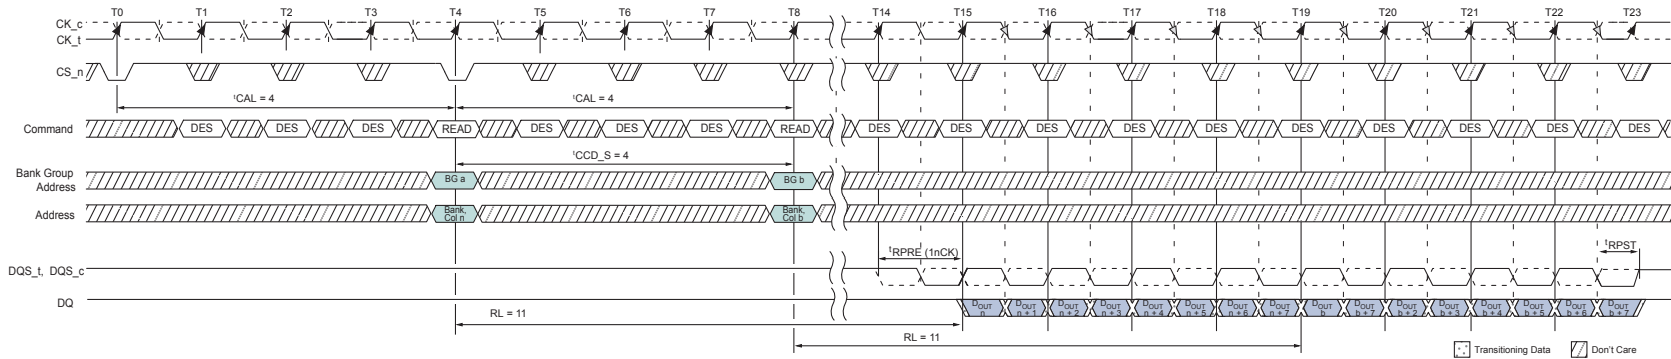 T0 T1 T2 T3 T4 T5 T6 T7 T8 T14 T15 T16 T17 T18 T19 T20 T21 T22 T23
CK_c
CK_t
CS_n
tCAL = 4 tCAL = 4
Command DES DES DES READ DES DES DES READ DES DES DES DES DES DES DES DES DES DES
tCCD_S = 4
Bank Group
Address BG a BG b
Address Bank, Col n Bank, Col b
tRPRE (1nCK) tRPST
DQS_t, DQS_c
DQ DOUT n DOUT n + 1 DOUT n + 2 DOUT n + 3 DOUT n + 4 DOUT n + 5 DOUT n + 6 DOUT n + 7 DOUT b DOUT b + 7 DOUT b + 2 DOUT b + 3 DOUT b + 4 DOUT b + 5 DOUT b + 6 DOUT b + 7
RL = 11
RL = 11
Transitioning Data Don't Care